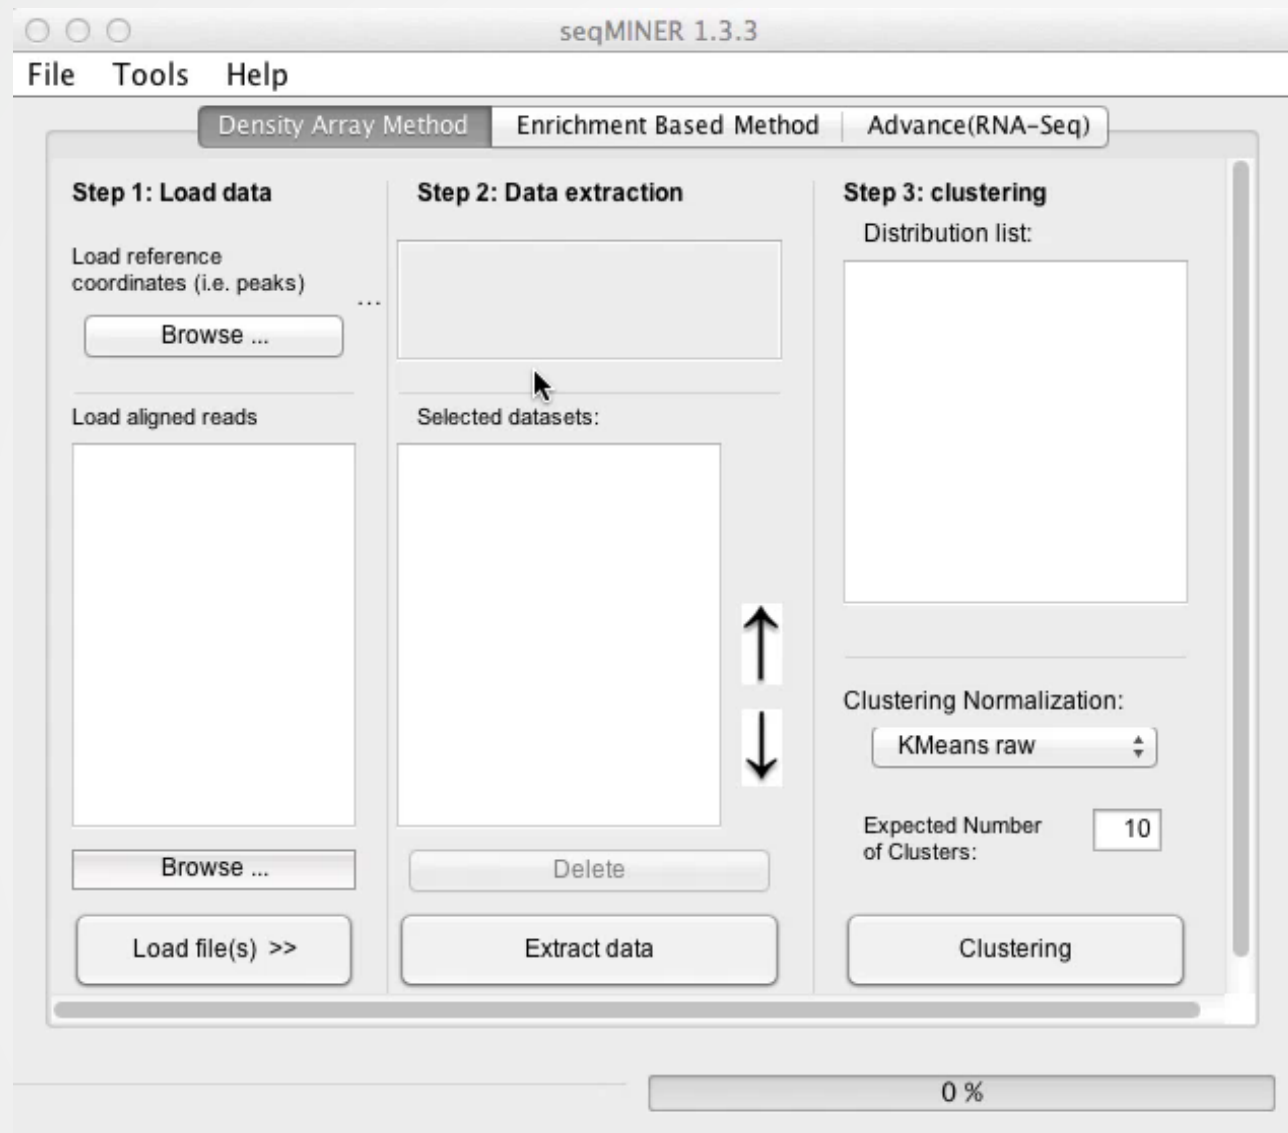 seqMINER 1.3.3
File Tools Help
Density Array Method Enrichment Based Method Advance(RNA-Seq)
Step 1: Load data
Load reference
coordinates (i.e. peaks)
...
Browse ...
Load aligned reads
Browse ...
Load file(s) >>
Step 2: Data extraction
Selected datasets:
↑
↓
Delete
Extract data
Step 3: clustering
Distribution list:
Clustering Normalization:
KMeans raw
Expected Number
of Clusters:
10
Clustering
0 %